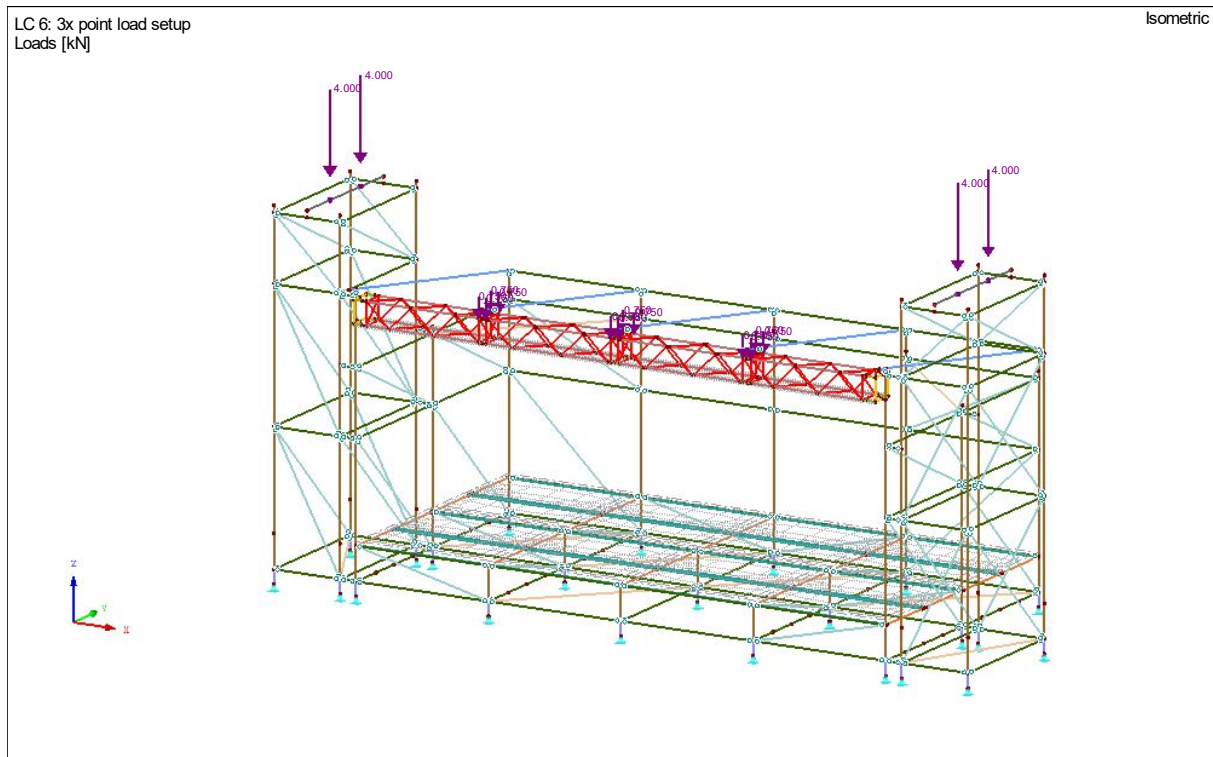 LC 6: 3x point load setup
Loads [kN]
Isometric
4.000
4.000
4.000
4.000
Z
Y
X